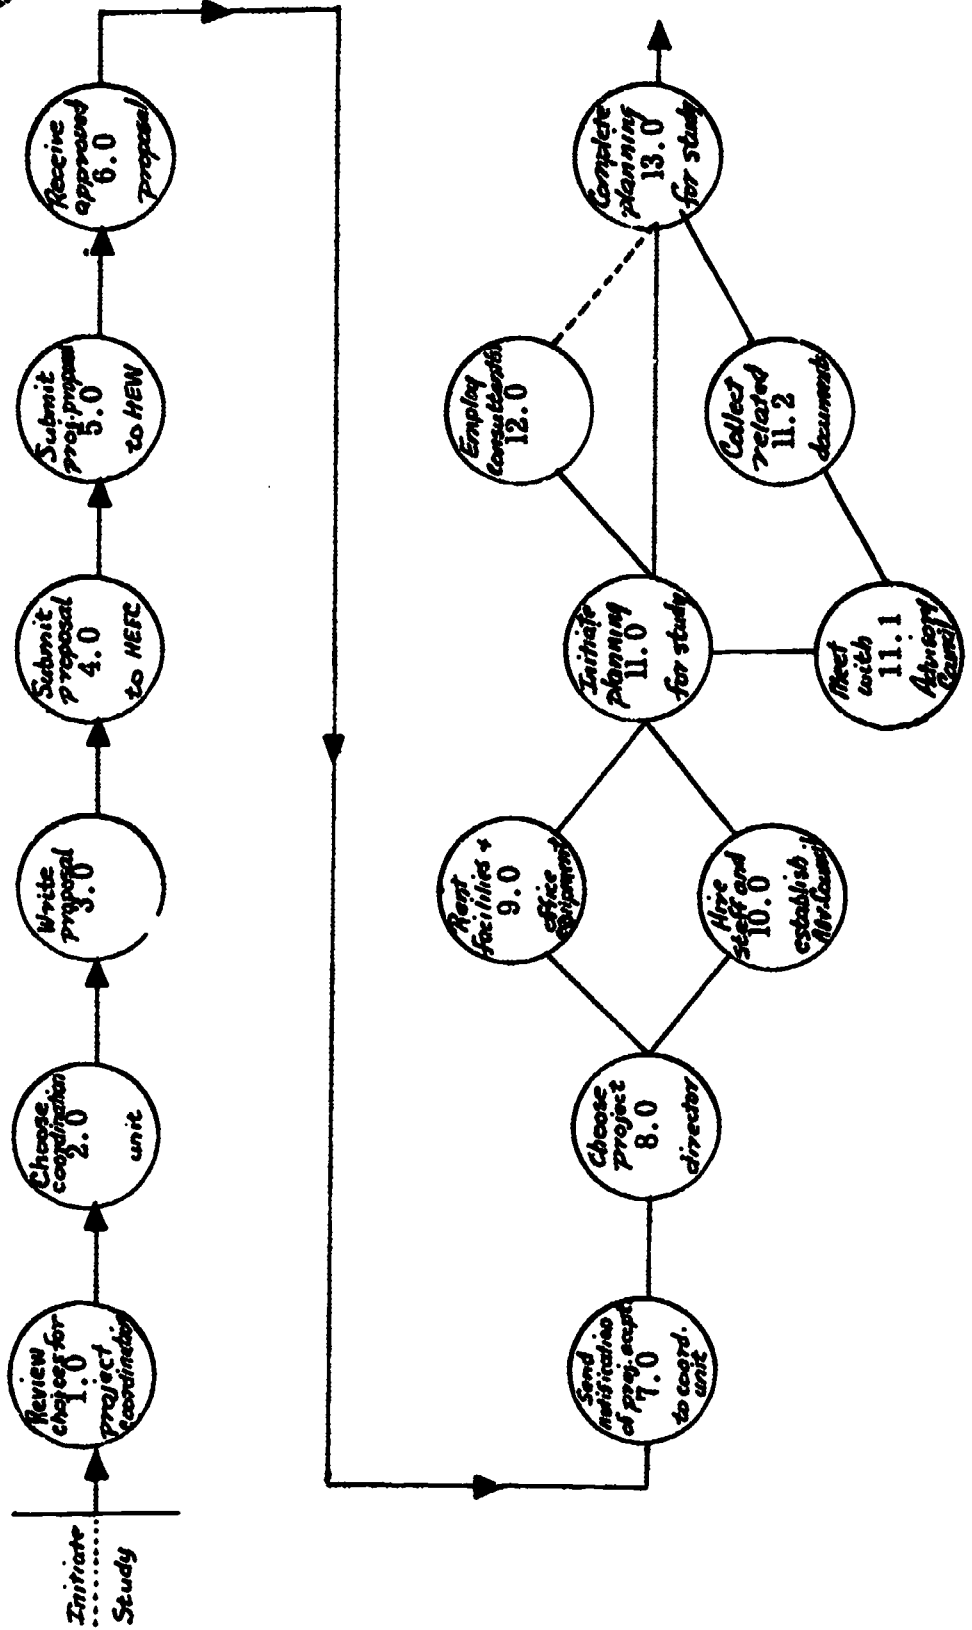 Initiate
Study
Review
choices for
1.0
project
coordination
Choose
coordination
2.0
unit
Write
proposal
3.0
Submit
proposal
4.0
to HEFC
Submit
proj. proposal
5.0
to HEW
Receive
approved
6.0
proposal
Send
notification
of proj. accpt.
7.0
to coord.
unit
Choose
project
8.0
director
Rent
facilities +
9.0
office
equipment
Hire
staff and
10.0
establish
Adv. Council
Initiate
planning
11.0
for study
Meet
with
11.1
Advisory
Council
Collect
related
11.2
documents
Employ
Consultant(s)
12.0
Complete
planning
13.0
for study